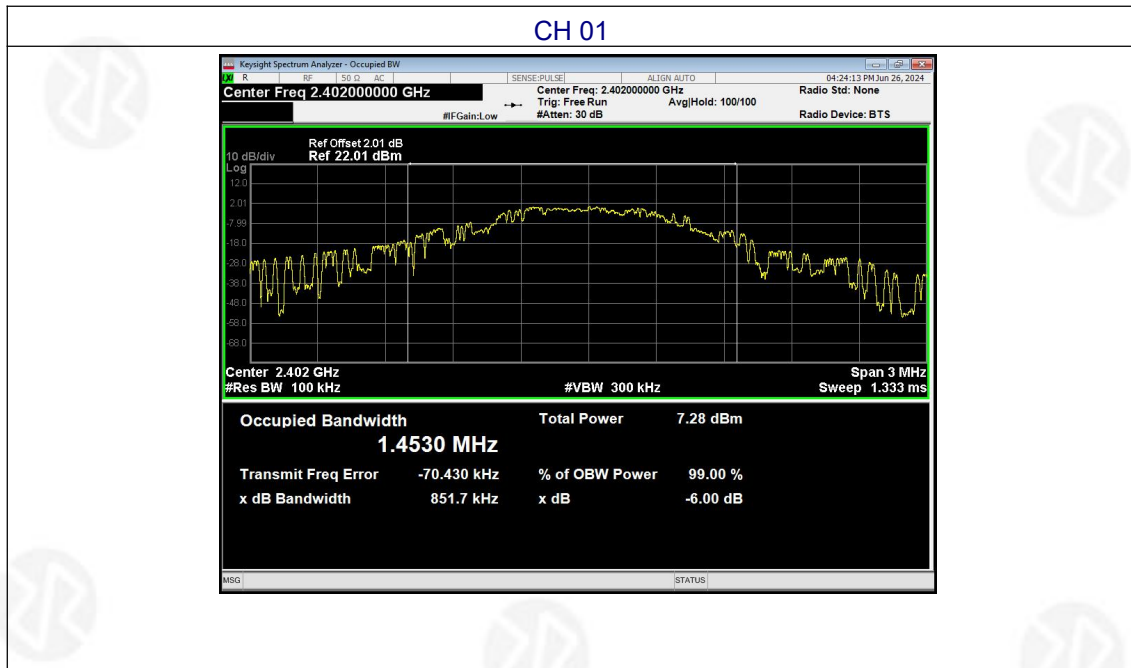 CH 01
Keysight Spectrum Analyzer - Occupied BW
LXI R RF 50 Ω AC SENSE:PULSE ALIGN AUTO 04:24:13 PM Jun 26, 2024
Center Freq 2.402000000 GHz Center Freq: 2.402000000 GHz Radio Std: None
Trig: Free Run Avg|Hold: 100/100
#IFGain:Low #Atten: 30 dB Radio Device: BTS
Ref Offset 2.01 dB
10 dB/div Ref 22.01 dBm
Log
12.0
2.01
-7.99
-18.0
-28.0
-38.0
-48.0
-58.0
-68.0
Center 2.402 GHz Span 3 MHz
#Res BW 100 kHz #VBW 300 kHz Sweep 1.333 ms
Occupied Bandwidth Total Power 7.28 dBm
1.4530 MHz
Transmit Freq Error -70.430 kHz % of OBW Power 99.00 %
x dB Bandwidth 851.7 kHz x dB -6.00 dB
MSG STATUS